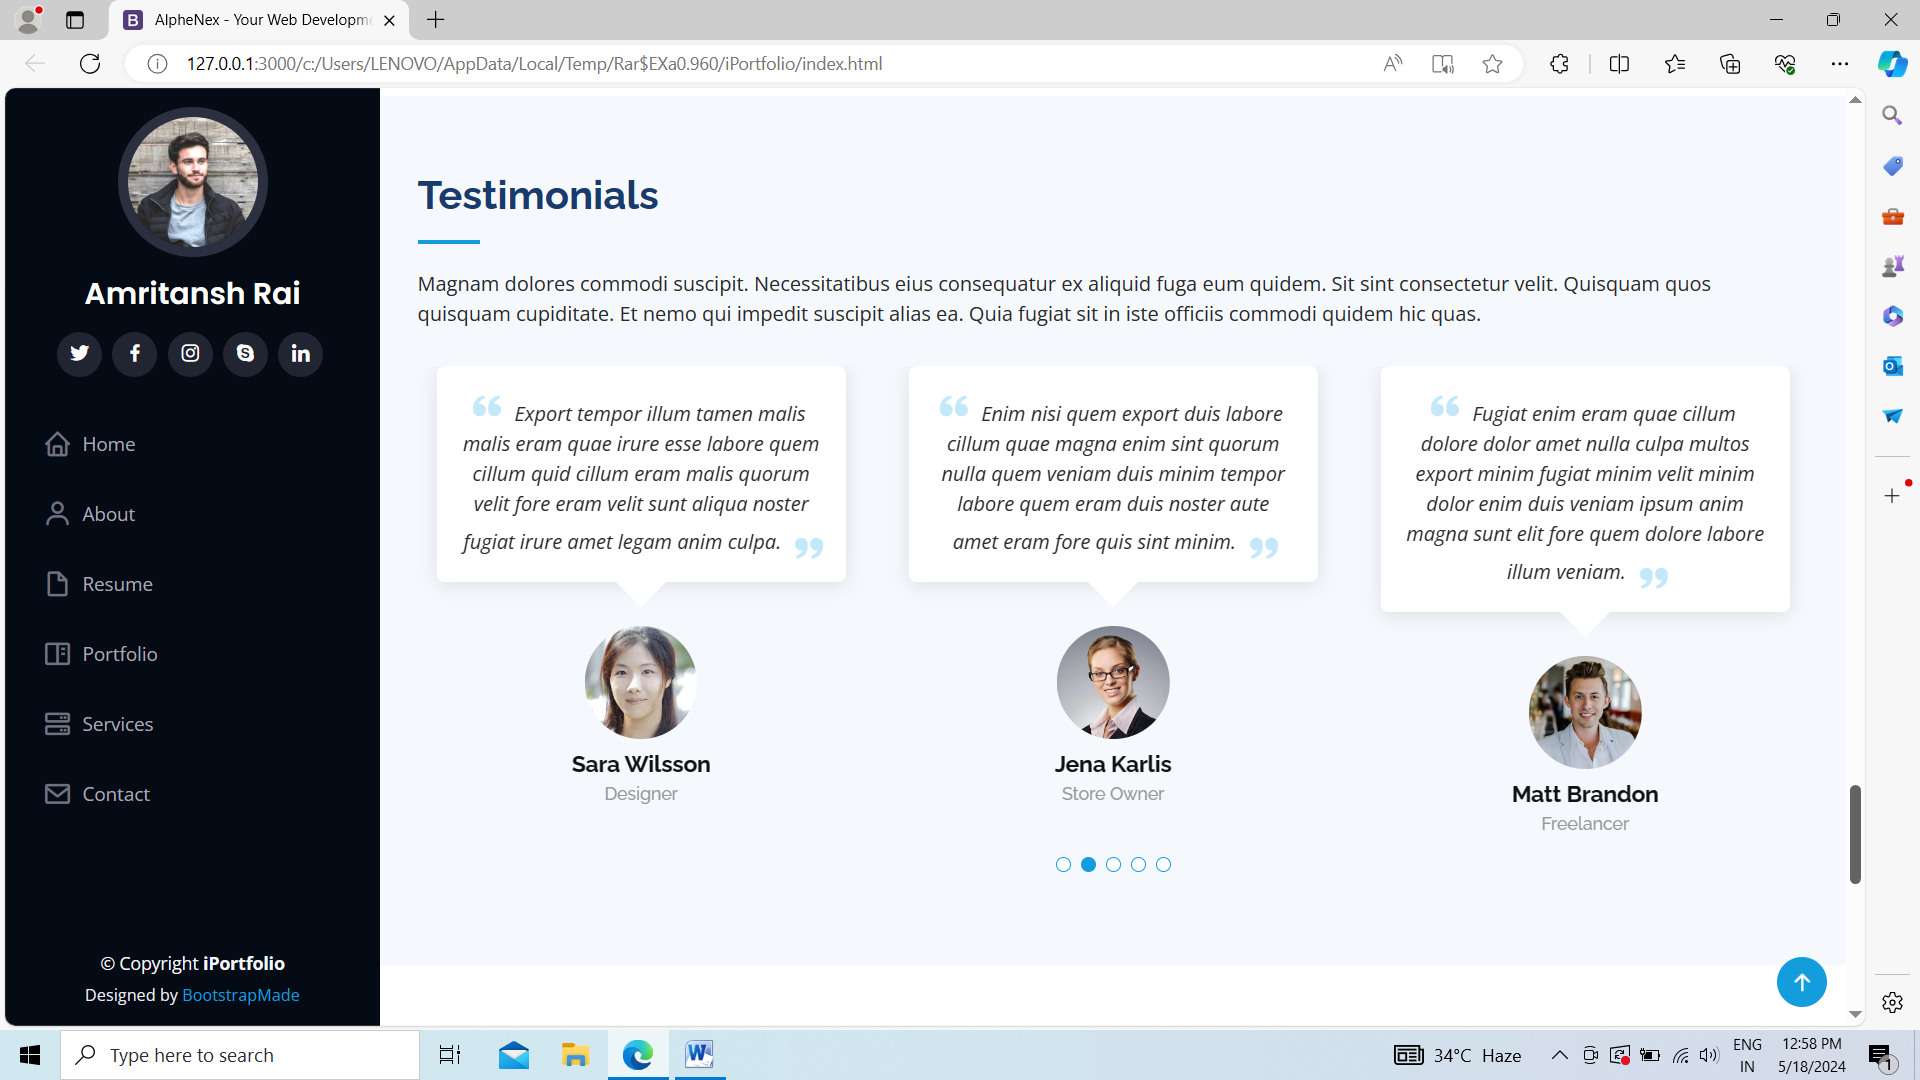 AlpheNex - Your Web Developme
127.0.0.1:3000/c:/Users/LENOVO/AppData/Local/Temp/Rar$EXa0.960/iPortfolio/index.html
Amritansh Rai
Home
About
Resume
Portfolio
Services
Contact
© Copyright iPortfolio
Designed by BootstrapMade
Testimonials
Magnam dolores commodi suscipit. Necessitatibus eius consequatur ex aliquid fuga eum quidem. Sit sint consectetur velit. Quisquam quos
quisquam cupiditate. Et nemo qui impedit suscipit alias ea. Quia fugiat sit in iste officiis commodi quidem hic quas.
“ Export tempor illum tamen malis
malis eram quae irure esse labore quem
cillum quid cillum eram malis quorum
velit fore eram velit sunt aliqua noster
fugiat irure amet legam anim culpa. ”
Sara Wilsson
Designer
“ Enim nisi quem export duis labore
cillum quae magna enim sint quorum
nulla quem veniam duis minim tempor
labore quem eram duis noster aute
amet eram fore quis sint minim. ”
Jena Karlis
Store Owner
“ Fugiat enim eram quae cillum
dolore dolor amet nulla culpa multos
export minim fugiat minim velit minim
dolor enim duis veniam ipsum anim
magna sunt elit fore quem dolore labore
illum veniam. ”
Matt Brandon
Freelancer
Type here to search
34°C Haze
ENG
IN
12:58 PM
5/18/2024
1